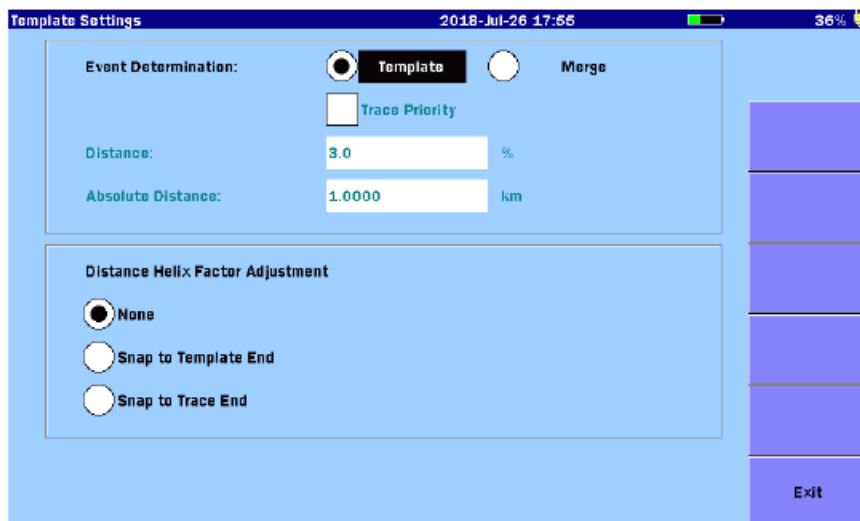 Template Settings 2018-Jul-26 17:55 36%
Event Determination: Template Merge
Trace Priority
Distance: 3.0 %
Absolute Distance: 1.0000 km
Distance Helix Factor Adjustment
None
Snap to Template End
Snap to Trace End
Exit